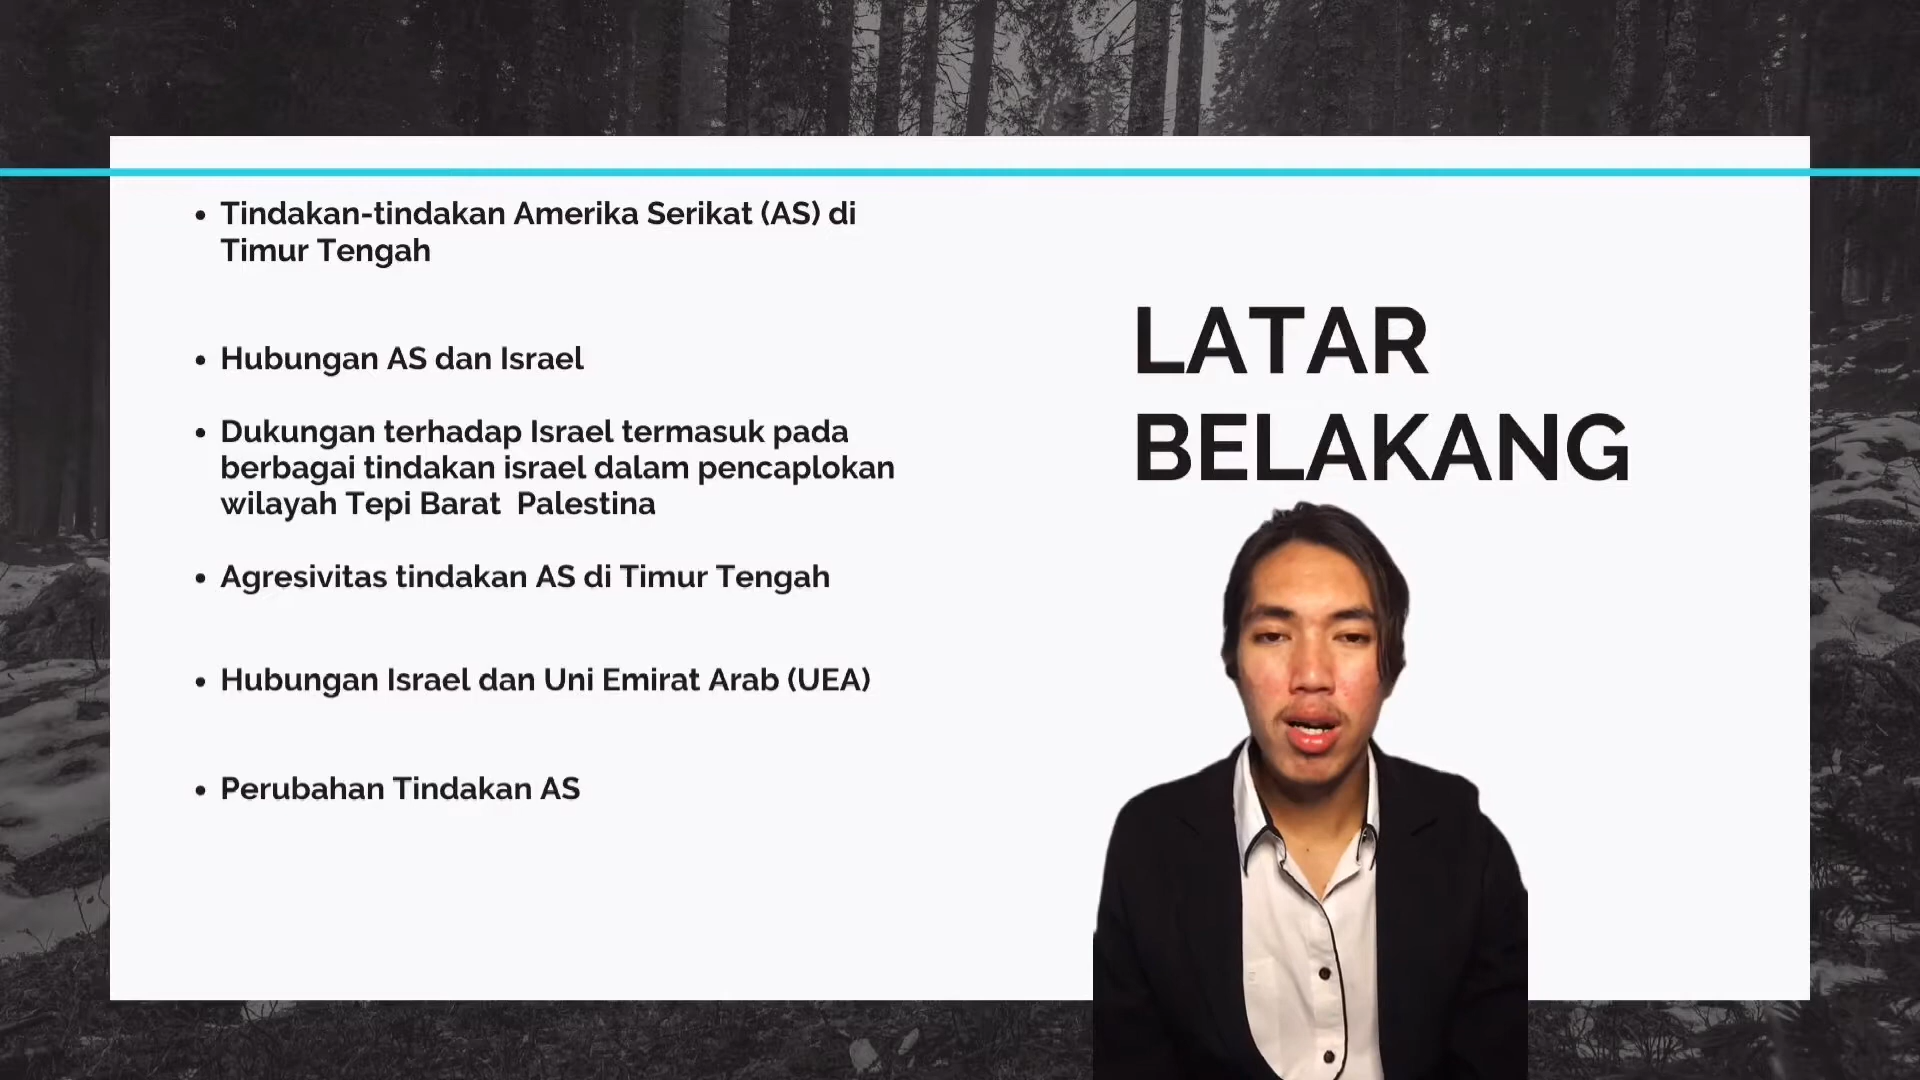 LATAR
BELAKANG
• Tindakan-tindakan Amerika Serikat (AS) di
Timur Tengah
• Hubungan AS dan Israel
• Dukungan terhadap Israel termasuk pada
berbagai tindakan israel dalam pencaplokan
wilayah Tepi Barat  Palestina
• Agresivitas tindakan AS di Timur Tengah
• Hubungan Israel dan Uni Emirat Arab (UEA)
• Perubahan Tindakan AS